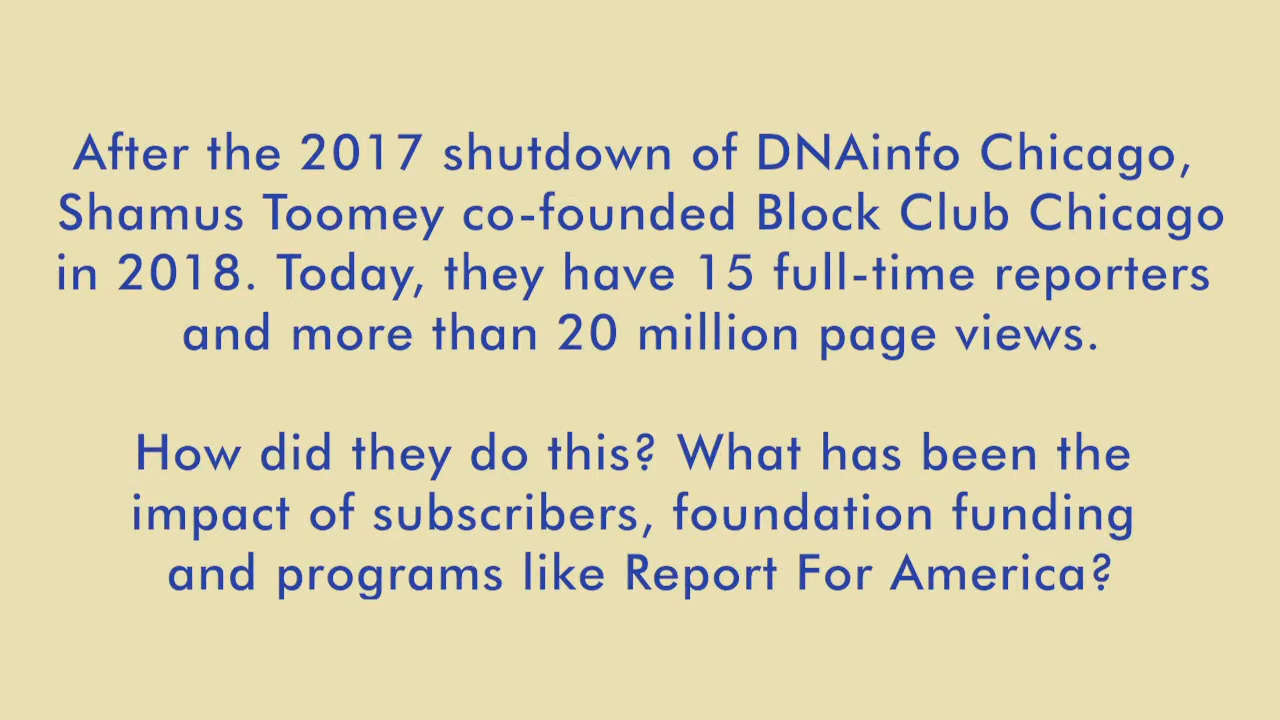 After the 2017 shutdown of DNAinfo Chicago,
Shamus Toomey co-founded Block Club Chicago
in 2018. Today, they have 15 full-time reporters
and more than 20 million page views.
How did they do this? What has been the
impact of subscribers, foundation funding
and programs like Report For America?